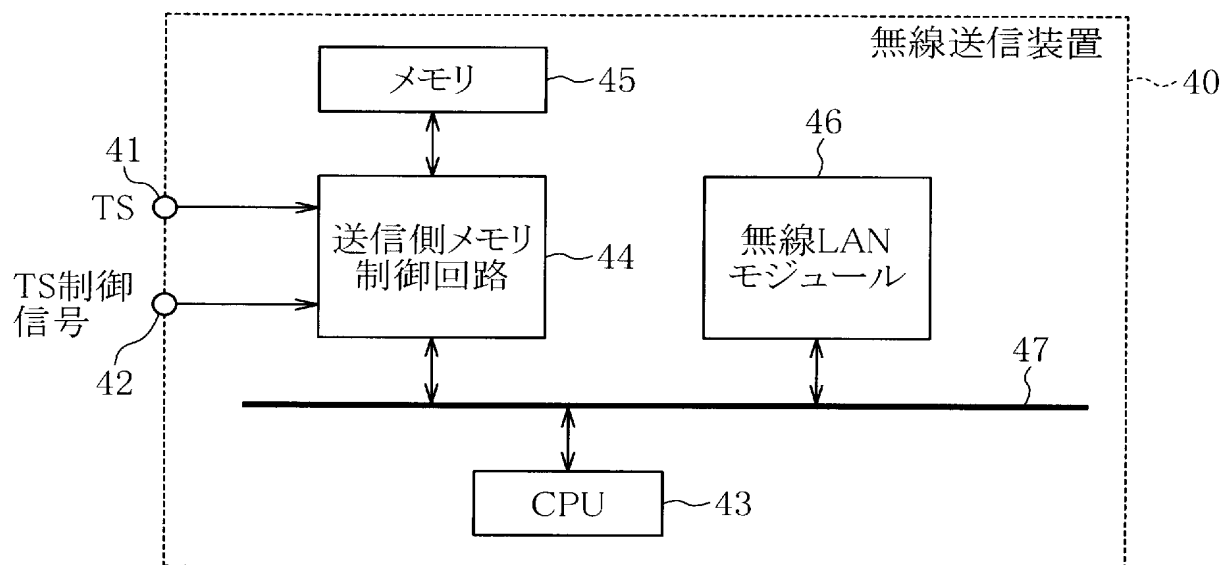 無線送信装置
40
メモリ
45
46
41
TS
送信側メモリ
制御回路
44
無線LAN
モジュール
TS制御
信号
42
47
CPU
43